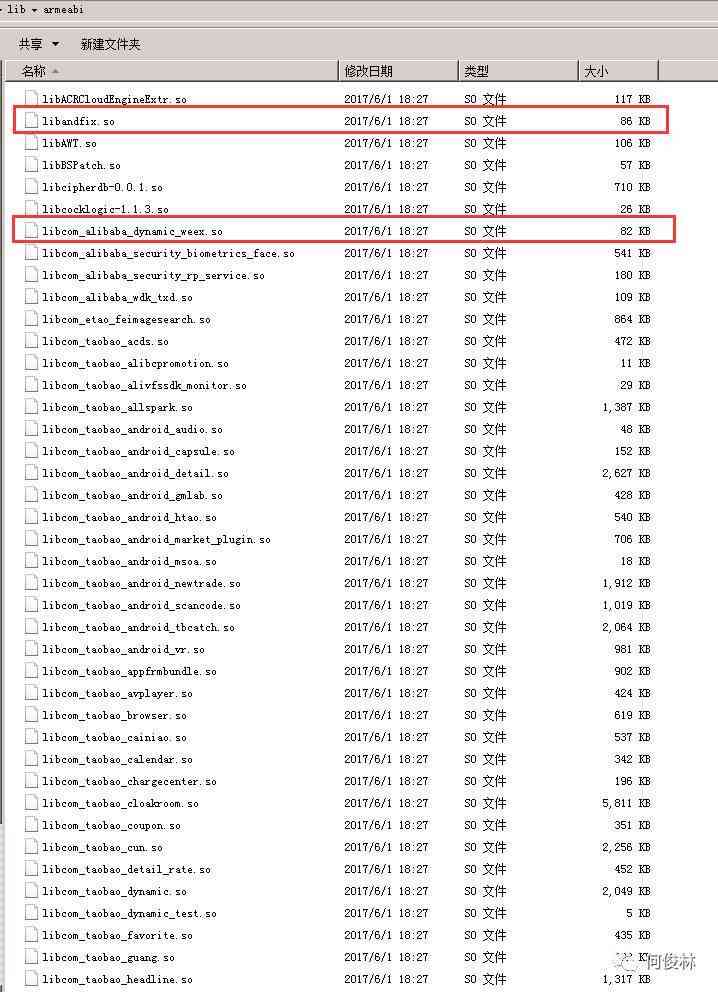 lib ▾ armeabi
共享 ▾ 新建文件夹
名称 修改日期 类型 大小
libACRCloudEngineExtr.so 2017/6/1 18:27 SO 文件 117 KB
libandfix.so 2017/6/1 18:27 SO 文件 86 KB
libAWT.so 2017/6/1 18:27 SO 文件 106 KB
libBSPatch.so 2017/6/1 18:27 SO 文件 57 KB
libcipherdb-0.0.1.so 2017/6/1 18:27 SO 文件 710 KB
libcocklogic-1.1.3.so 2017/6/1 18:27 SO 文件 26 KB
libcom_alibaba_dynamic_weex.so 2017/6/1 18:27 SO 文件 82 KB
libcom_alibaba_security_biometrics_face.so 2017/6/1 18:27 SO 文件 541 KB
libcom_alibaba_security_rp_service.so 2017/6/1 18:27 SO 文件 180 KB
libcom_alibaba_wdk_txd.so 2017/6/1 18:27 SO 文件 109 KB
libcom_etao_feimagesearch.so 2017/6/1 18:27 SO 文件 864 KB
libcom_taobao_acds.so 2017/6/1 18:27 SO 文件 472 KB
libcom_taobao_alibcpromotion.so 2017/6/1 18:27 SO 文件 11 KB
libcom_taobao_alivfssdk_monitor.so 2017/6/1 18:27 SO 文件 29 KB
libcom_taobao_allspark.so 2017/6/1 18:27 SO 文件 1,387 KB
libcom_taobao_android_audio.so 2017/6/1 18:27 SO 文件 48 KB
libcom_taobao_android_capsule.so 2017/6/1 18:27 SO 文件 152 KB
libcom_taobao_android_detail.so 2017/6/1 18:27 SO 文件 2,627 KB
libcom_taobao_android_gmlab.so 2017/6/1 18:27 SO 文件 428 KB
libcom_taobao_android_htao.so 2017/6/1 18:27 SO 文件 540 KB
libcom_taobao_android_market_plugin.so 2017/6/1 18:27 SO 文件 706 KB
libcom_taobao_android_msoa.so 2017/6/1 18:27 SO 文件 18 KB
libcom_taobao_android_newtrade.so 2017/6/1 18:27 SO 文件 1,912 KB
libcom_taobao_android_scancode.so 2017/6/1 18:27 SO 文件 1,019 KB
libcom_taobao_android_tbcatch.so 2017/6/1 18:27 SO 文件 2,064 KB
libcom_taobao_android_vr.so 2017/6/1 18:27 SO 文件 981 KB
libcom_taobao_appfrmbundle.so 2017/6/1 18:27 SO 文件 902 KB
libcom_taobao_avplayer.so 2017/6/1 18:27 SO 文件 424 KB
libcom_taobao_browser.so 2017/6/1 18:27 SO 文件 619 KB
libcom_taobao_cainiao.so 2017/6/1 18:27 SO 文件 537 KB
libcom_taobao_calendar.so 2017/6/1 18:27 SO 文件 342 KB
libcom_taobao_chargecenter.so 2017/6/1 18:27 SO 文件 196 KB
libcom_taobao_cloakroom.so 2017/6/1 18:27 SO 文件 5,811 KB
libcom_taobao_coupon.so 2017/6/1 18:27 SO 文件 351 KB
libcom_taobao_cun.so 2017/6/1 18:27 SO 文件 2,256 KB
libcom_taobao_detail_rate.so 2017/6/1 18:27 SO 文件 452 KB
libcom_taobao_dynamic.so 2017/6/1 18:27 SO 文件 2,049 KB
libcom_taobao_dynamic_test.so 2017/6/1 18:27 SO 文件 5 KB
libcom_taobao_favorite.so 2017/6/1 18:27 SO 文件 435 KB
libcom_taobao_guang.so 2017/6/1 18:27 SO 文件
何俊林
libcom_taobao_headline.so 2017/6/1 18:27 SO 文件 1,317 KB